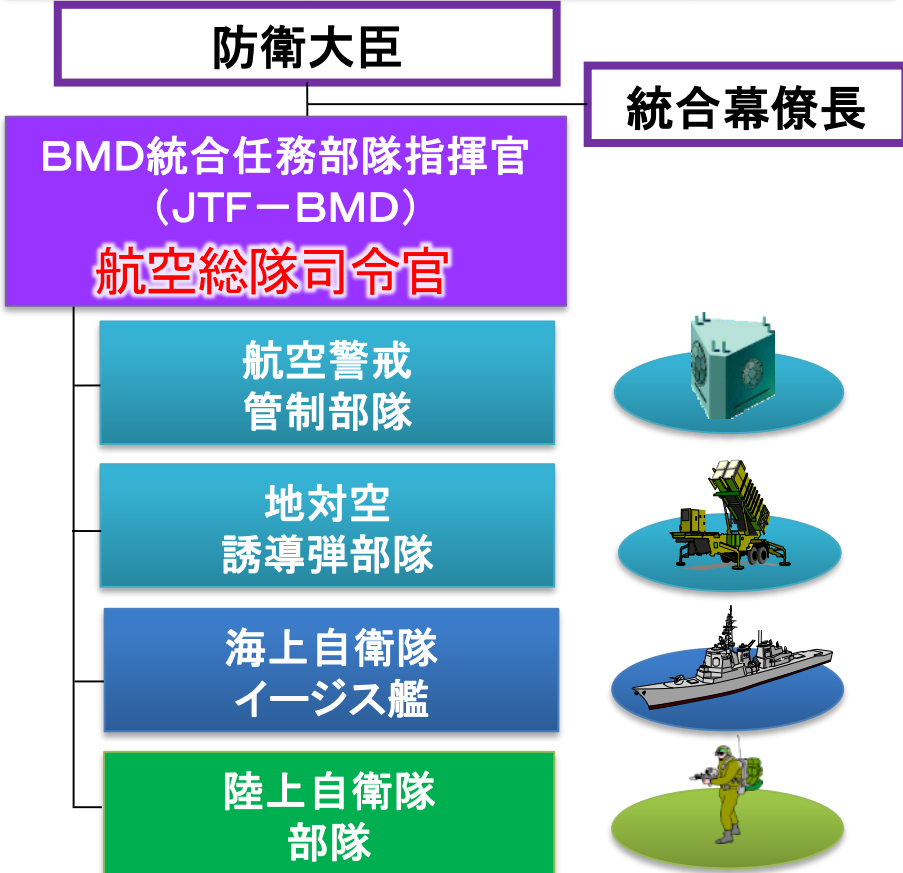 防衛大臣
統合幕僚長
BMD統合任務部隊指揮官
(JTF-BMD)
航空総隊司令官
航空警戒
管制部隊
地対空
誘導弾部隊
海上自衛隊
イージス艦
陸上自衛隊
部隊